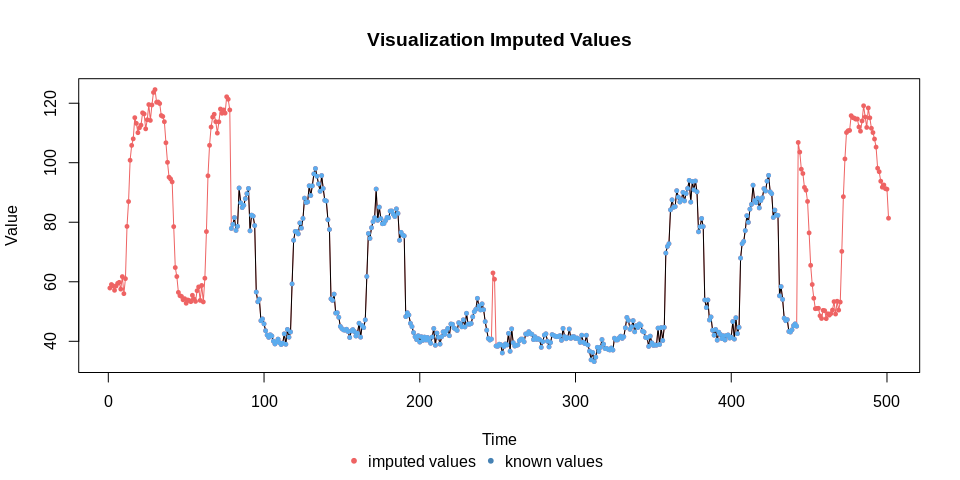 Visualization Imputed Values
Value
120
100
80
60
40
0 100 200 300 400 500
Time
imputed values known values